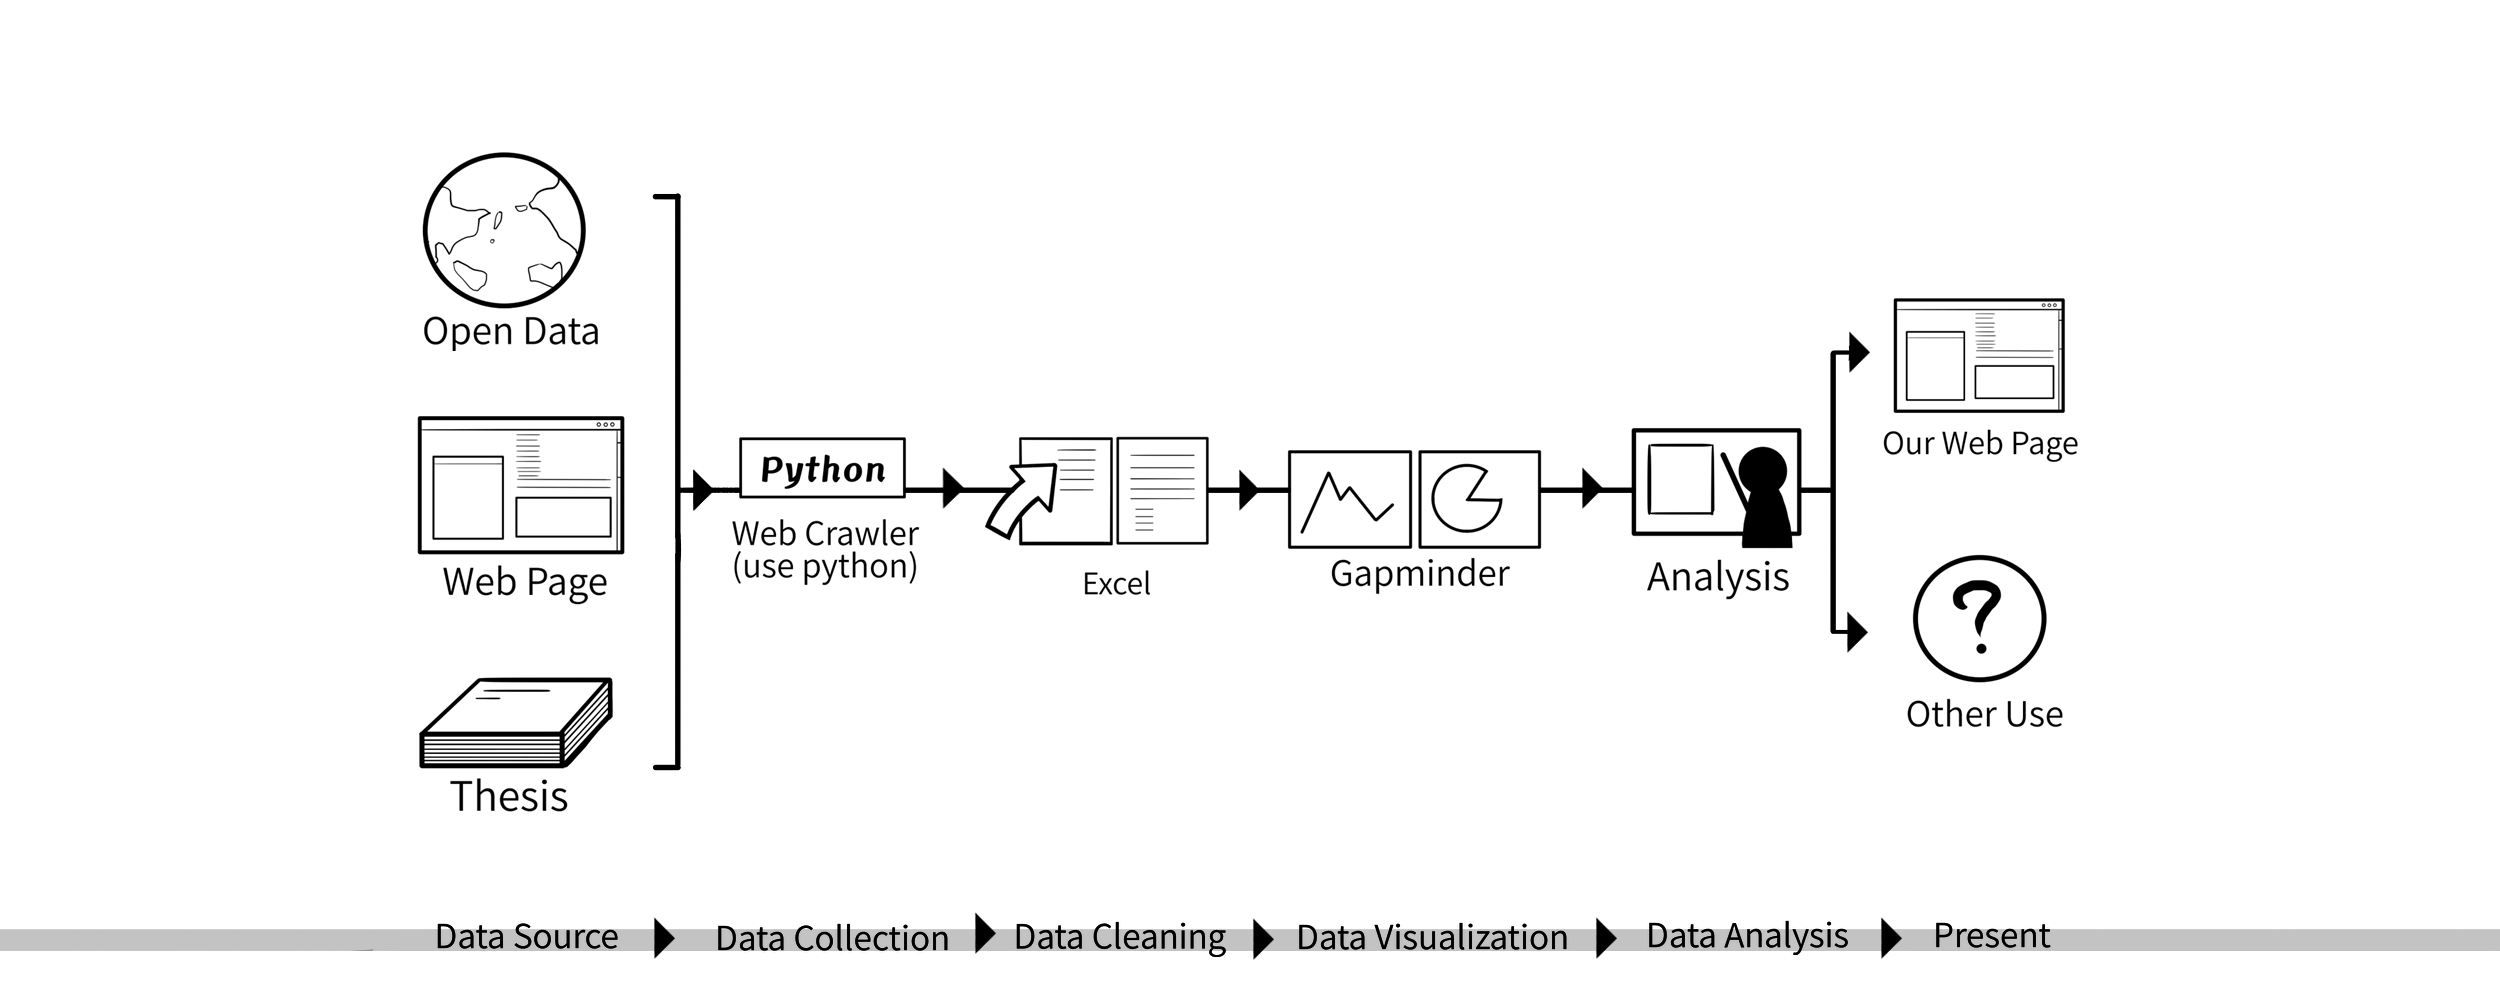 Open Data
Web Page
Thesis
Python
Web Crawler
(use python)
Excel
Gapminder
Analysis
Our Web Page
Other Use
Data Source
Data Collection
Data Cleaning
Data Visualization
Data Analysis
Present